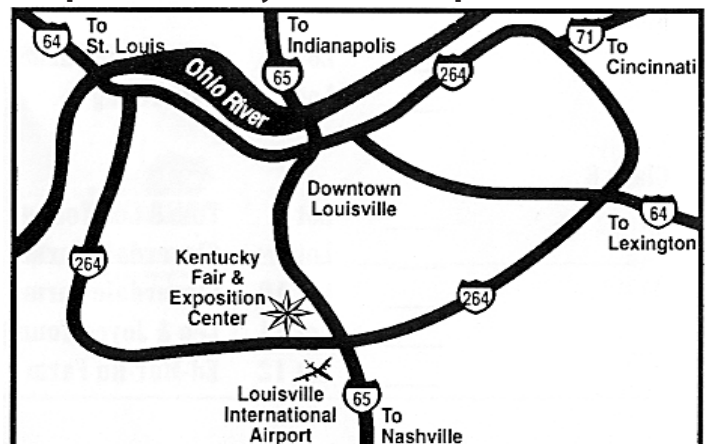 64
To
St. Louis
To
Indianapolis
65
Ohio River
264
71
To
Cincinnati
Downtown
Louisville
64
To
Lexington
264
Kentucky
Fair &
Exposition
Center
264
Louisville
International
Airport
65
To
Nashville